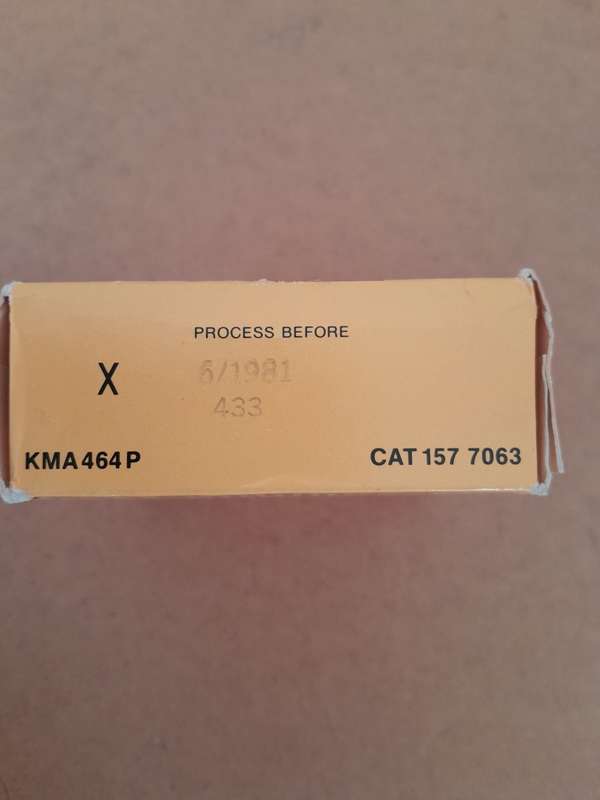 PROCESS BEFORE
X
6/1981
433
KMA 464 P
CAT 157 7063